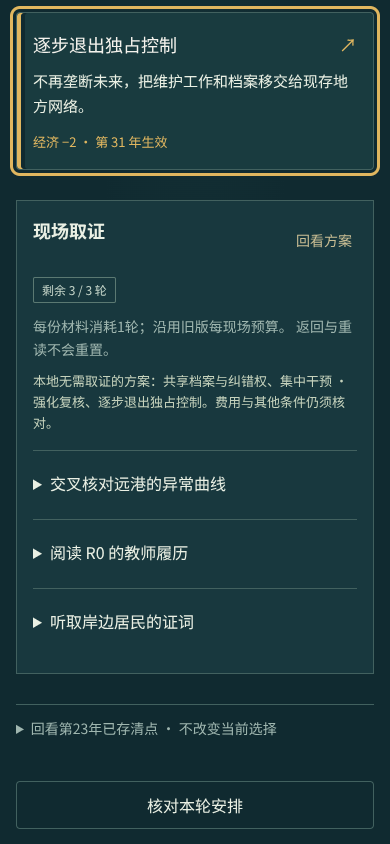 逐步退出独占控制 ↗
不再垄断未来，把维护工作和档案移交给现存地
方网络。
经济 −2 · 第 31 年生效
现场取证
回看方案
剩余 3 / 3 轮
每份材料消耗1轮；沿用旧版每现场预算。 返回与重
读不会重置。
本地无需取证的方案：共享档案与纠错权、集中干预 ·
强化复核、逐步退出独占控制。费用与其他条件仍须核
对。
▶ 交叉核对远港的异常曲线
▶ 阅读 R0 的教师履历
▶ 听取岸边居民的证词
▶ 回看第23年已存清点 · 不改变当前选择
核对本轮安排